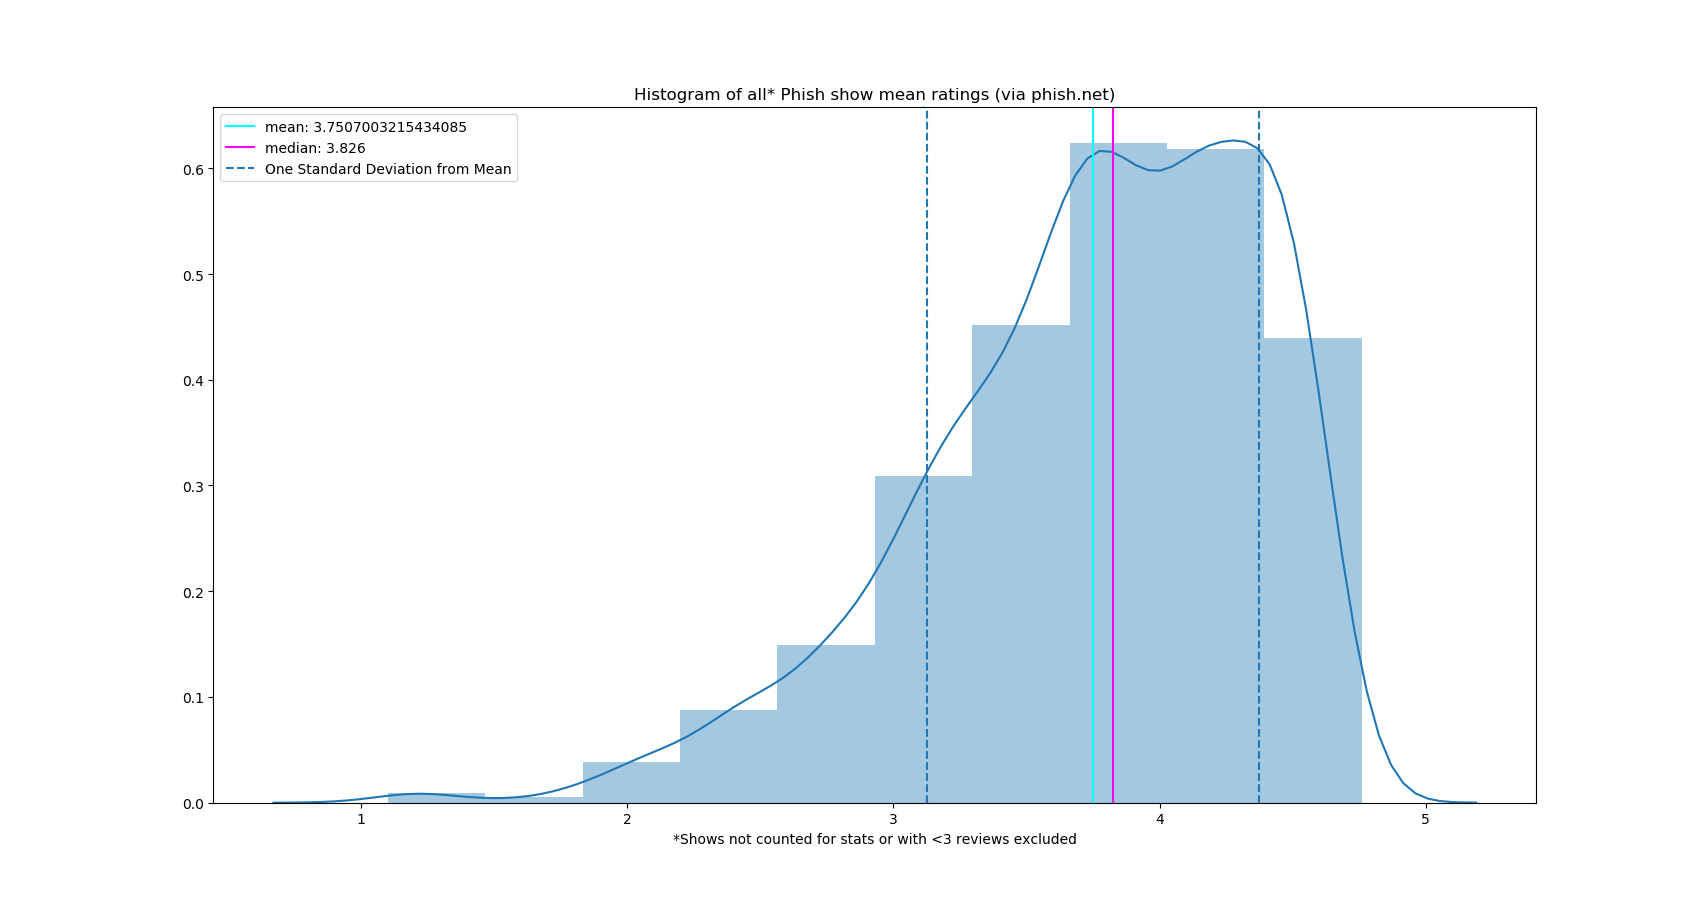 Histogram of all* Phish show mean ratings (via phish.net)
mean: 3.7507003215434085
median: 3.826
One Standard Deviation from Mean
0.6
0.5
0.4
0.3
0.2
0.1
0.0
1 2 3 4 5
*Shows not counted for stats or with <3 reviews excluded